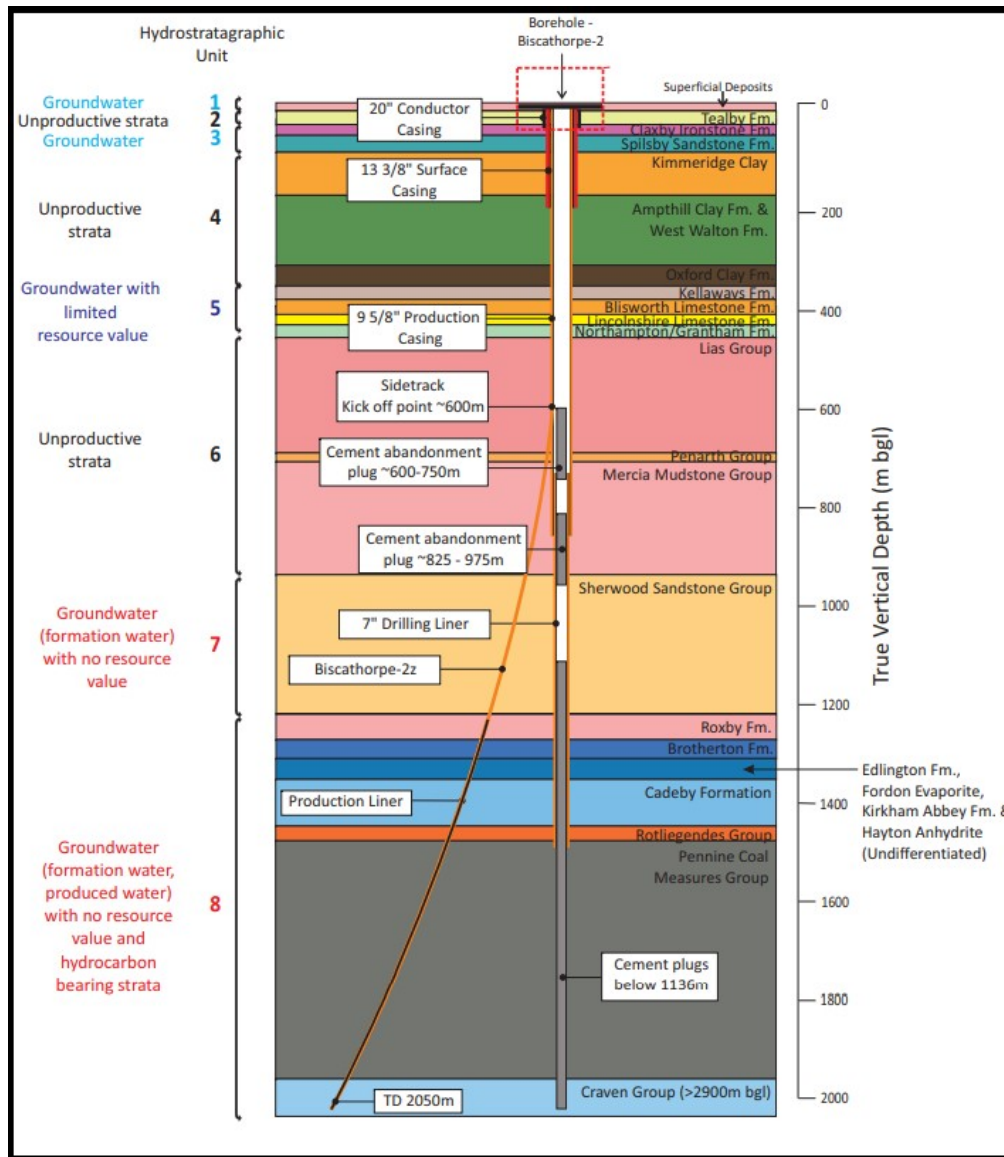 Hydrostratagraphic
Unit
Borehole -
Biscathorpe-2
Superficial Deposits
Groundwater
1
Unproductive strata
2
Groundwater
3
20" Conductor
Casing
Tealby Fm.
Claxby Ironstone Fm.
Spilsby Sandstone Fm.
Kimmeridge Clay
13 3/8" Surface
Casing
Unproductive
strata
4
Ampthill Clay Fm. &
West Walton Fm.
Oxford Clay Fm.
Groundwater with
limited
resource value
5
Kellaways Fm.
Blisworth Limestone Fm.
Lincolnshire Limestone Fm.
Northampton/Grantham Fm.
9 5/8" Production
Casing
Lias Group
Sidetrack
Kick off point ~600m
Unproductive
strata
6
Cement abandonment
plug ~600-750m
Penarth Group
Mercia Mudstone Group
Cement abandonment
plug ~825 - 975m
Sherwood Sandstone Group
Groundwater
(formation water)
with no resource
value
7
7" Drilling Liner
Biscathorpe-2z
Roxby Fm.
Brotherton Fm.
Edlington Fm.,
Fordon Evaporite,
Kirkham Abbey Fm. &
Hayton Anhydrite
(Undifferentiated)
Production Liner
Cadeby Formation
Rotliegendes Group
Pennine Coal
Measures Group
Groundwater
(formation water,
produced water)
with no resource
value and
hydrocarbon
bearing strata
8
Cement plugs
below 1136m
TD 2050m
Craven Group (>2900m bgl)
0
200
400
600
800
1000
1200
1400
1600
1800
2000
True Vertical Depth (m bgl)